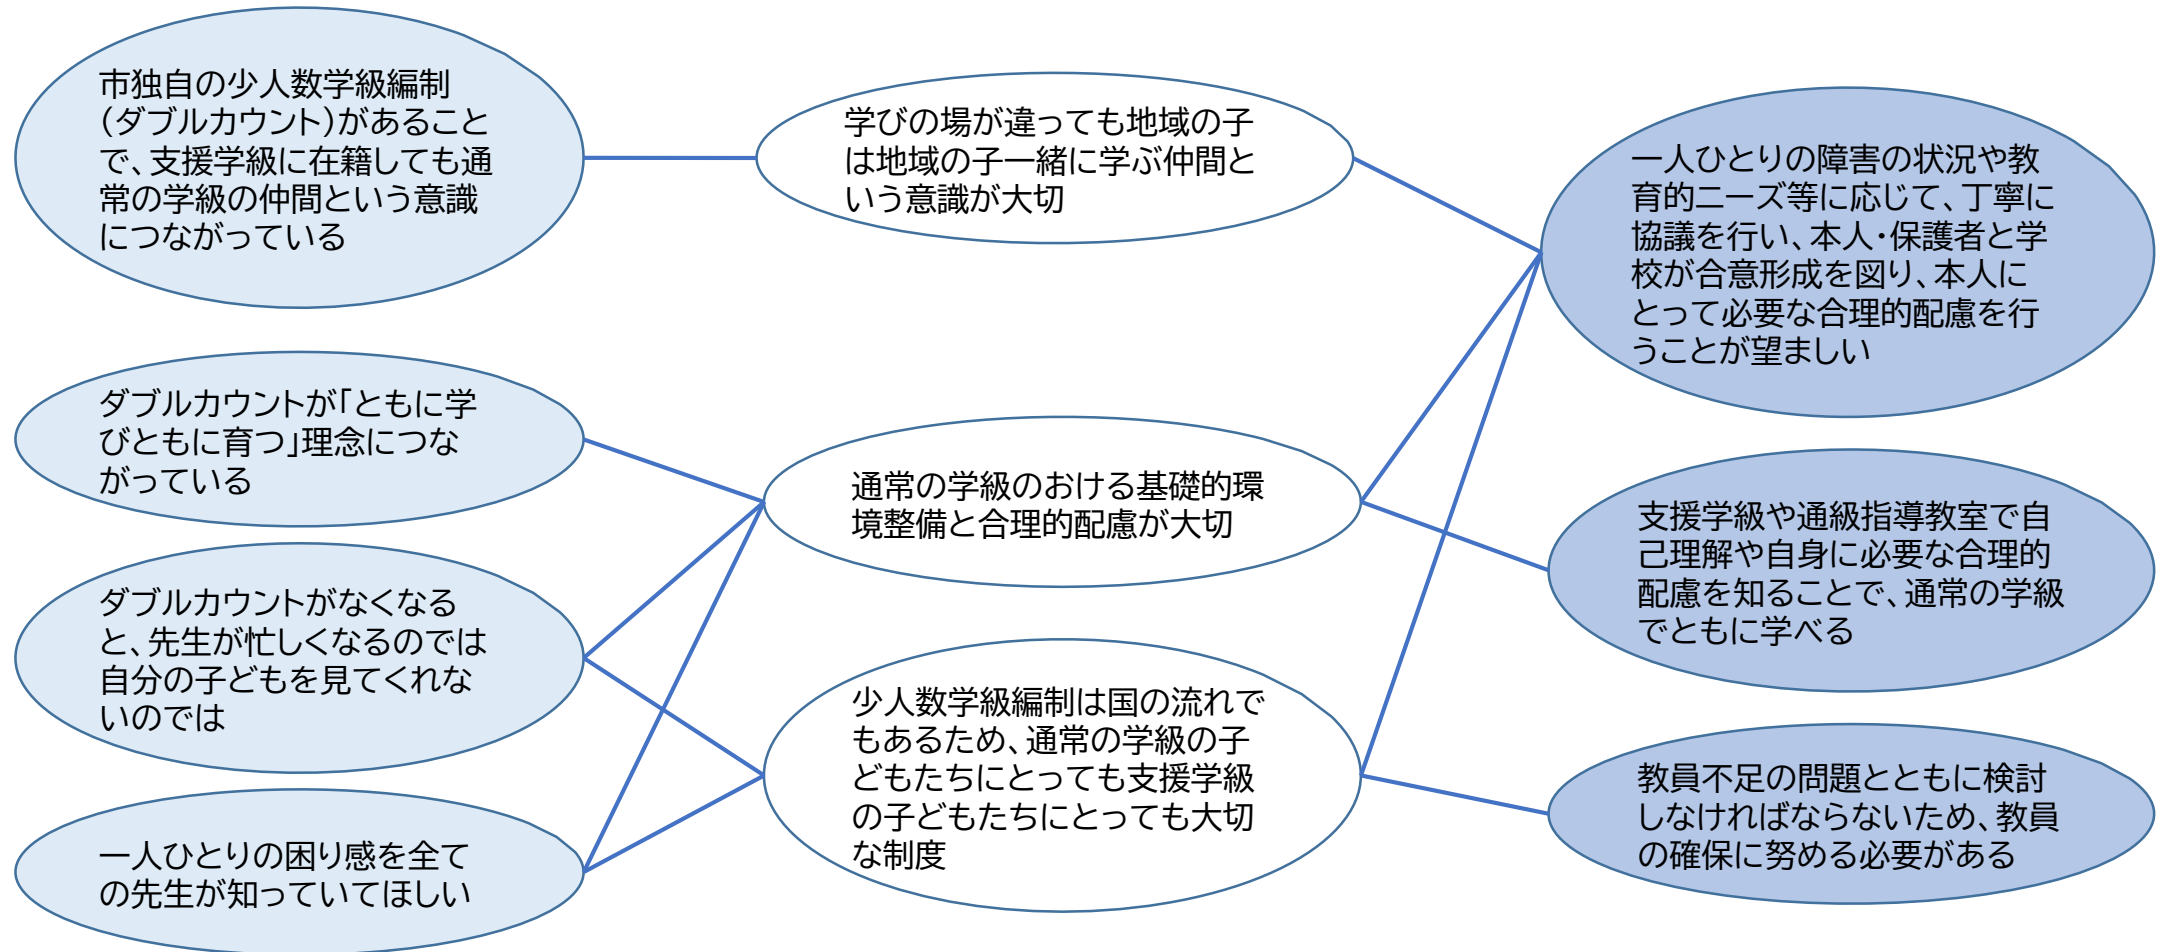 市独自の少人数学級編制
（ダブルカウント）があること
で、支援学級に在籍しても通
常の学級の仲間という意識
につながっている
ダブルカウントが「ともに学
びともに育つ」理念につな
がっている
ダブルカウントがなくなる
と、先生が忙しくなるのでは
自分の子どもを見てくれな
いのでは
一人ひとりの困り感を全て
の先生が知っていてほしい
学びの場が違っても地域の子
は地域の子一緒に学ぶ仲間と
いう意識が大切
通常の学級のおける基礎的環
境整備と合理的配慮が大切
少人数学級編制は国の流れで
もあるため、通常の学級の子
どもたちにとっても支援学級
の子どもたちにとっても大切
な制度
一人ひとりの障害の状況や教
育的ニーズ等に応じて、丁寧に
協議を行い、本人・保護者と学
校が合意形成を図り、本人に
とって必要な合理的配慮を行
うことが望ましい
支援学級や通級指導教室で自
己理解や自身に必要な合理的
配慮を知ることで、通常の学級
でともに学べる
教員不足の問題とともに検討
しなければならないため、教員
の確保に努める必要がある